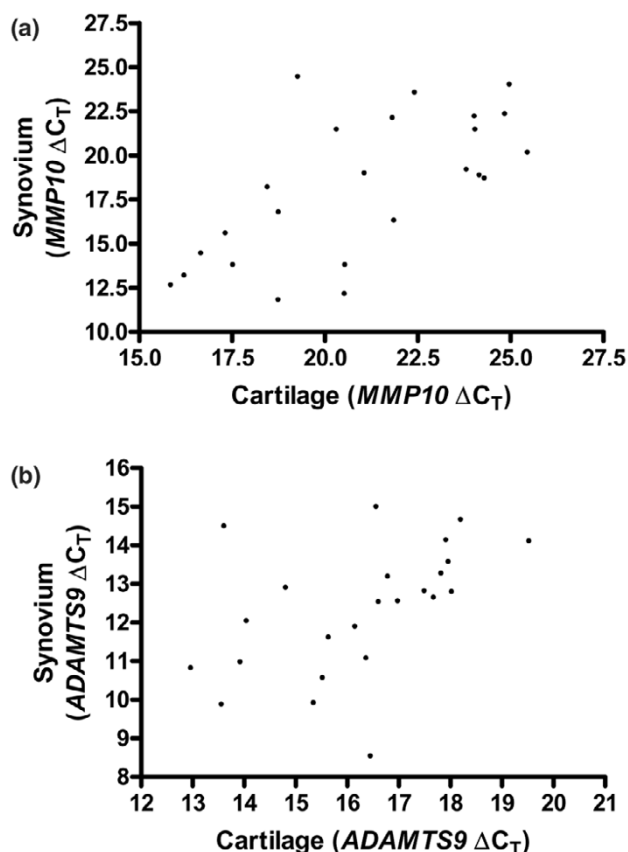 (a)
27.5
25.0
22.5
20.0
17.5
15.0
12.5
10.0
Synovium
(MMP10 ΔCT)
15.0 17.5 20.0 22.5 25.0 27.5
Cartilage (MMP10 ΔCT)
(b)
16
15
14
13
12
11
10
9
8
Synovium
(ADAMTS9 ΔCT)
12 13 14 15 16 17 18 19 20 21
Cartilage (ADAMTS9 ΔCT)